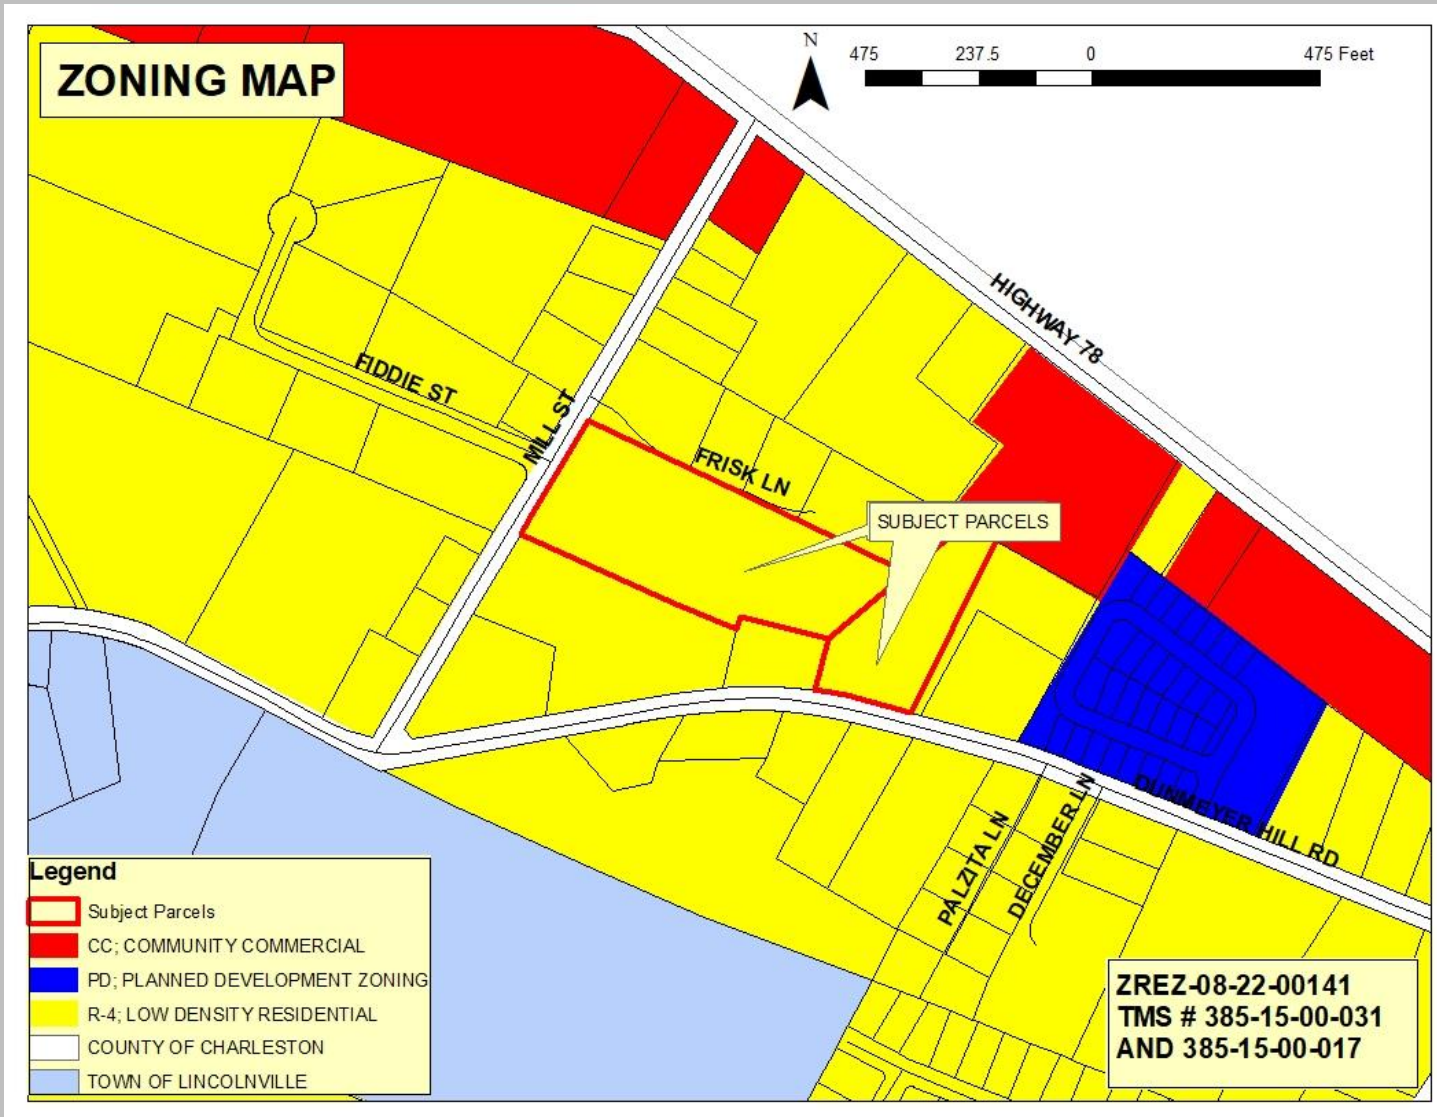 ZONING MAP
N
475 237.5 0 475 Feet
HIGHWAY 78
FIDDIE ST
MILL ST
FRISK LN
SUBJECT PARCELS
DUNMEYER HILL RD
PALZITA LN
DECEMBER LN
Legend
Subject Parcels
CC; COMMUNITY COMMERCIAL
PD; PLANNED DEVELOPMENT ZONING
R-4; LOW DENSITY RESIDENTIAL
COUNTY OF CHARLESTON
TOWN OF LINCOLNVILLE
ZREZ-08-22-00141
TMS # 385-15-00-031
AND 385-15-00-017